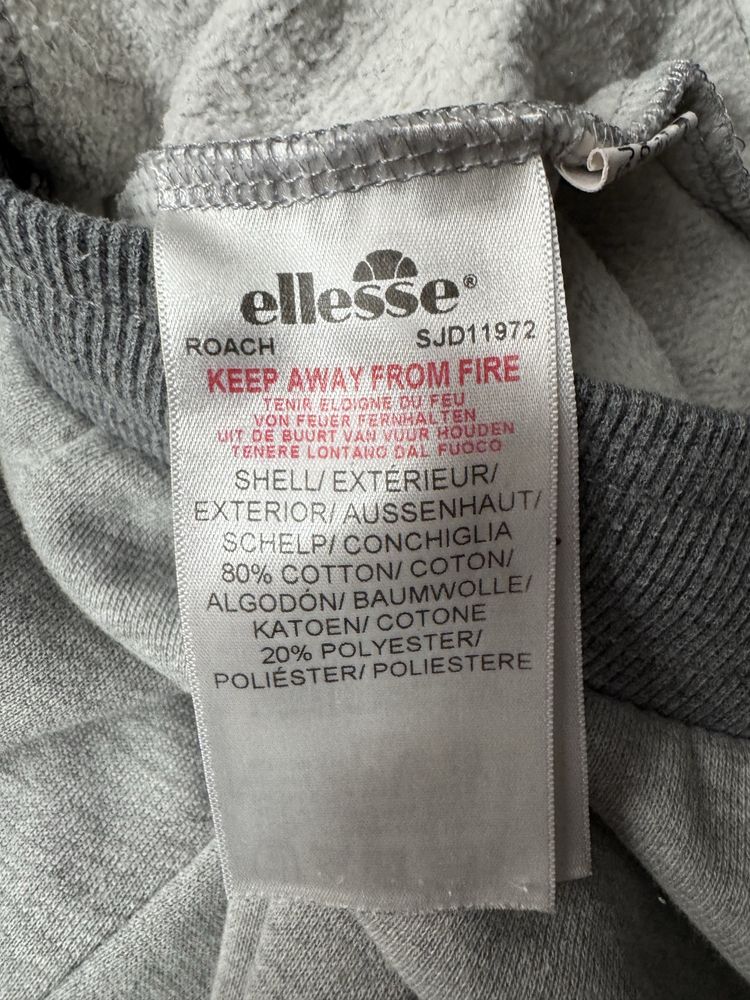 ellesse®
ROACH SJD11972
KEEP AWAY FROM FIRE
TENIR ELOIGNE DU FEU
VON FEUER FERNHALTEN
UIT DE BUURT VAN VUUR HOUDEN
TENERE LONTANO DAL FUOCO
SHELL/ EXTÉRIEUR/
EXTERIOR/ AUSSENHAUT/
SCHELP/ CONCHIGLIA
80% COTTON/ COTON/
ALGODÓN/ BAUMWOLLE/
KATOEN/ COTONE
20% POLYESTER/
POLIÉSTER/ POLIESTERE